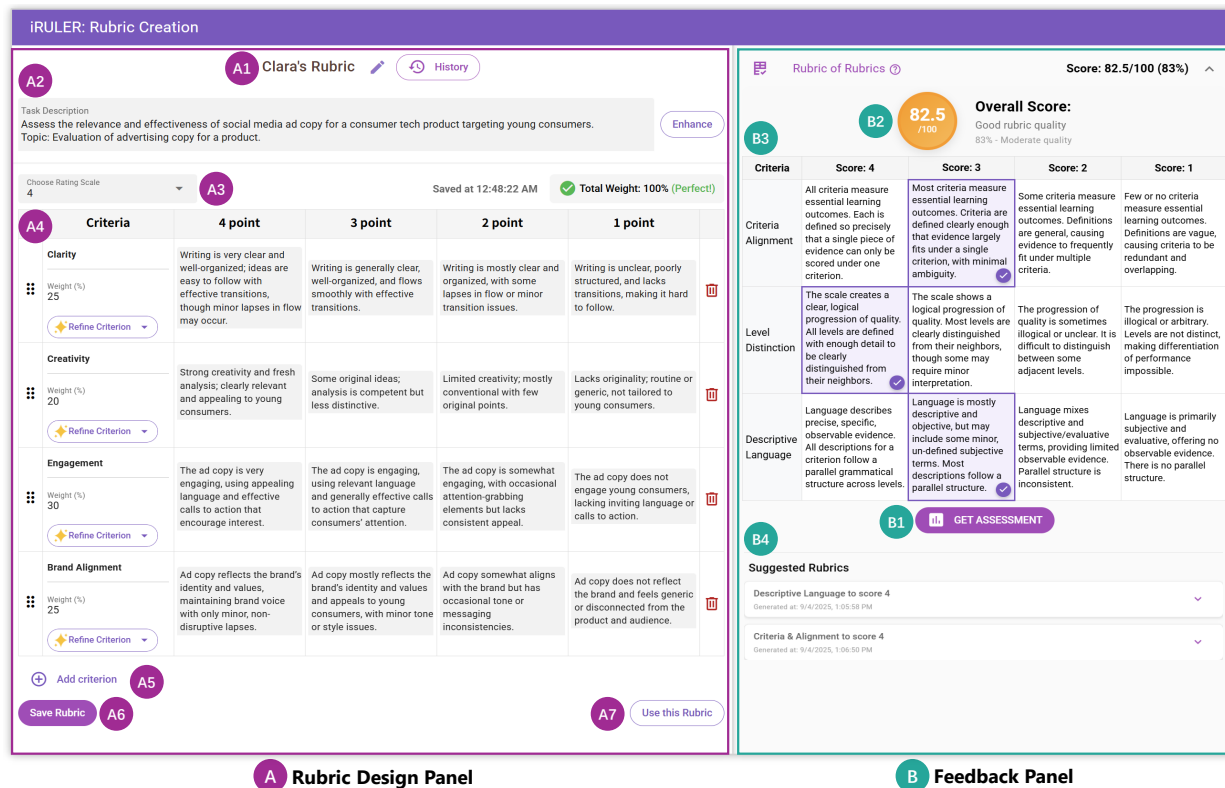 iRULER: Rubric Creation
A1
Clara's Rubric
History
A2
Task Description
Assess the relevance and effectiveness of social media ad copy for a consumer tech product targeting young consumers.
Topic: Evaluation of advertising copy for a product.
Enhance
Choose Rating Scale
4
A3
Saved at 12:48:22 AM
Total Weight: 100% (Perfect!)
A4
Criteria
4 point
3 point
2 point
1 point
Clarity
Weight (%)
25
Refine Criterion
Writing is very clear and
well-organized; ideas are
easy to follow with
effective transitions,
though minor lapses in flow
may occur.
Writing is generally clear,
well-organized, and flows
smoothly with effective
transitions.
Writing is mostly clear and
organized, with some
lapses in flow or minor
transition issues.
Writing is unclear, poorly
structured, and lacks
transitions, making it hard
to follow.
Creativity
Weight (%)
20
Refine Criterion
Strong creativity and fresh
analysis; clearly relevant
and appealing to young
consumers.
Some original ideas;
analysis is competent but
less distinctive.
Limited creativity; mostly
conventional with few
original points.
Lacks originality; routine or
generic, not tailored to
young consumers.
Engagement
Weight (%)
30
Refine Criterion
The ad copy is very
engaging, using appealing
language and effective
calls to action that
encourage interest.
The ad copy is engaging,
using relevant language
and generally effective calls
to action that capture
consumers' attention.
The ad copy is somewhat
engaging, with occasional
attention-grabbing
elements but lacks
consistent appeal.
The ad copy does not
engage young consumers,
lacking inviting language or
calls to action.
Brand Alignment
Weight (%)
25
Refine Criterion
Ad copy reflects the brand's
identity and values,
maintaining brand voice
with only minor, non-
disruptive lapses.
Ad copy mostly reflects the
brand's identity and values
and appeals to young
consumers, with minor tone
or style issues.
Ad copy somewhat aligns
with the brand but has
occasional tone or
messaging
inconsistencies.
Ad copy does not reflect
the brand and feels generic
or disconnected from the
product and audience.
Add criterion
A5
Save Rubric
A6
A7
Use this Rubric
A Rubric Design Panel
Rubric of Rubrics
Score: 82.5/100 (83%)
B2
82.5
/100
Overall Score:
Good rubric quality
83% - Moderate quality
B3
Criteria
Score: 4
Score: 3
Score: 2
Score: 1
Criteria
Alignment
All criteria measure
essential learning
outcomes. Each is
defined so precisely
that a single piece of
evidence can only be
scored under one
criterion.
Most criteria measure
essential learning
outcomes. Criteria are
defined clearly enough
that evidence largely
fits under a single
criterion, with minimal
ambiguity.
Some criteria measure
essential learning
outcomes. Definitions
are general, causing
evidence to frequently
fit under multiple
criteria.
Few or no criteria
measure essential
learning outcomes.
Definitions are vague,
causing criteria to be
redundant and
overlapping.
Level
Distinction
The scale creates a
clear, logical
progression of quality.
All levels are defined
with enough detail to
be clearly
distinguished from
their neighbors.
The scale shows a
logical progression of
quality. Most levels are
clearly distinguished
from their neighbors,
though some may
require minor
interpretation.
The progression of
quality is sometimes
illogical or unclear. It is
difficult to distinguish
between some
adjacent levels.
The progression is
illogical or arbitrary.
Levels are not distinct,
making differentiation
of performance
impossible.
Descriptive
Language
Language describes
precise, specific,
observable evidence.
All descriptions for a
criterion follow a
parallel grammatical
structure across levels.
Language is mostly
descriptive and
objective, but may
include some minor,
un-defined subjective
terms. Most
descriptions follow a
parallel structure.
Language mixes
descriptive and
subjective/evaluative
terms, providing limited
observable evidence.
Parallel structure is
inconsistent.
Language is primarily
subjective and
evaluative, offering no
observable evidence.
There is no parallel
structure.
B1
GET ASSESSMENT
B4
Suggested Rubrics
Descriptive Language to score 4
Generated at: 9/4/2025, 1:05:58 PM
Criteria & Alignment to score 4
Generated at: 9/4/2025, 1:06:50 PM
B Feedback Panel